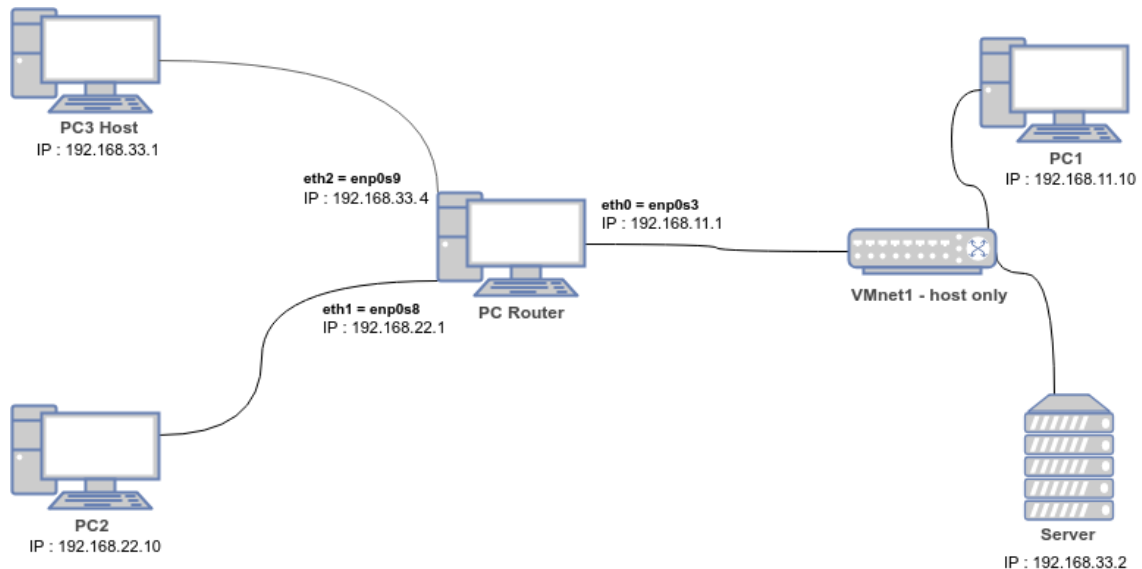 PC3 Host
IP : 192.168.33.1
eth2 = enp0s9
IP : 192.168.33.4
eth0 = enp0s3
IP : 192.168.11.1
PC1
IP : 192.168.11.10
VMnet1 - host only
eth1 = enp0s8
IP : 192.168.22.1
PC Router
PC2
IP : 192.168.22.10
Server
IP : 192.168.33.2